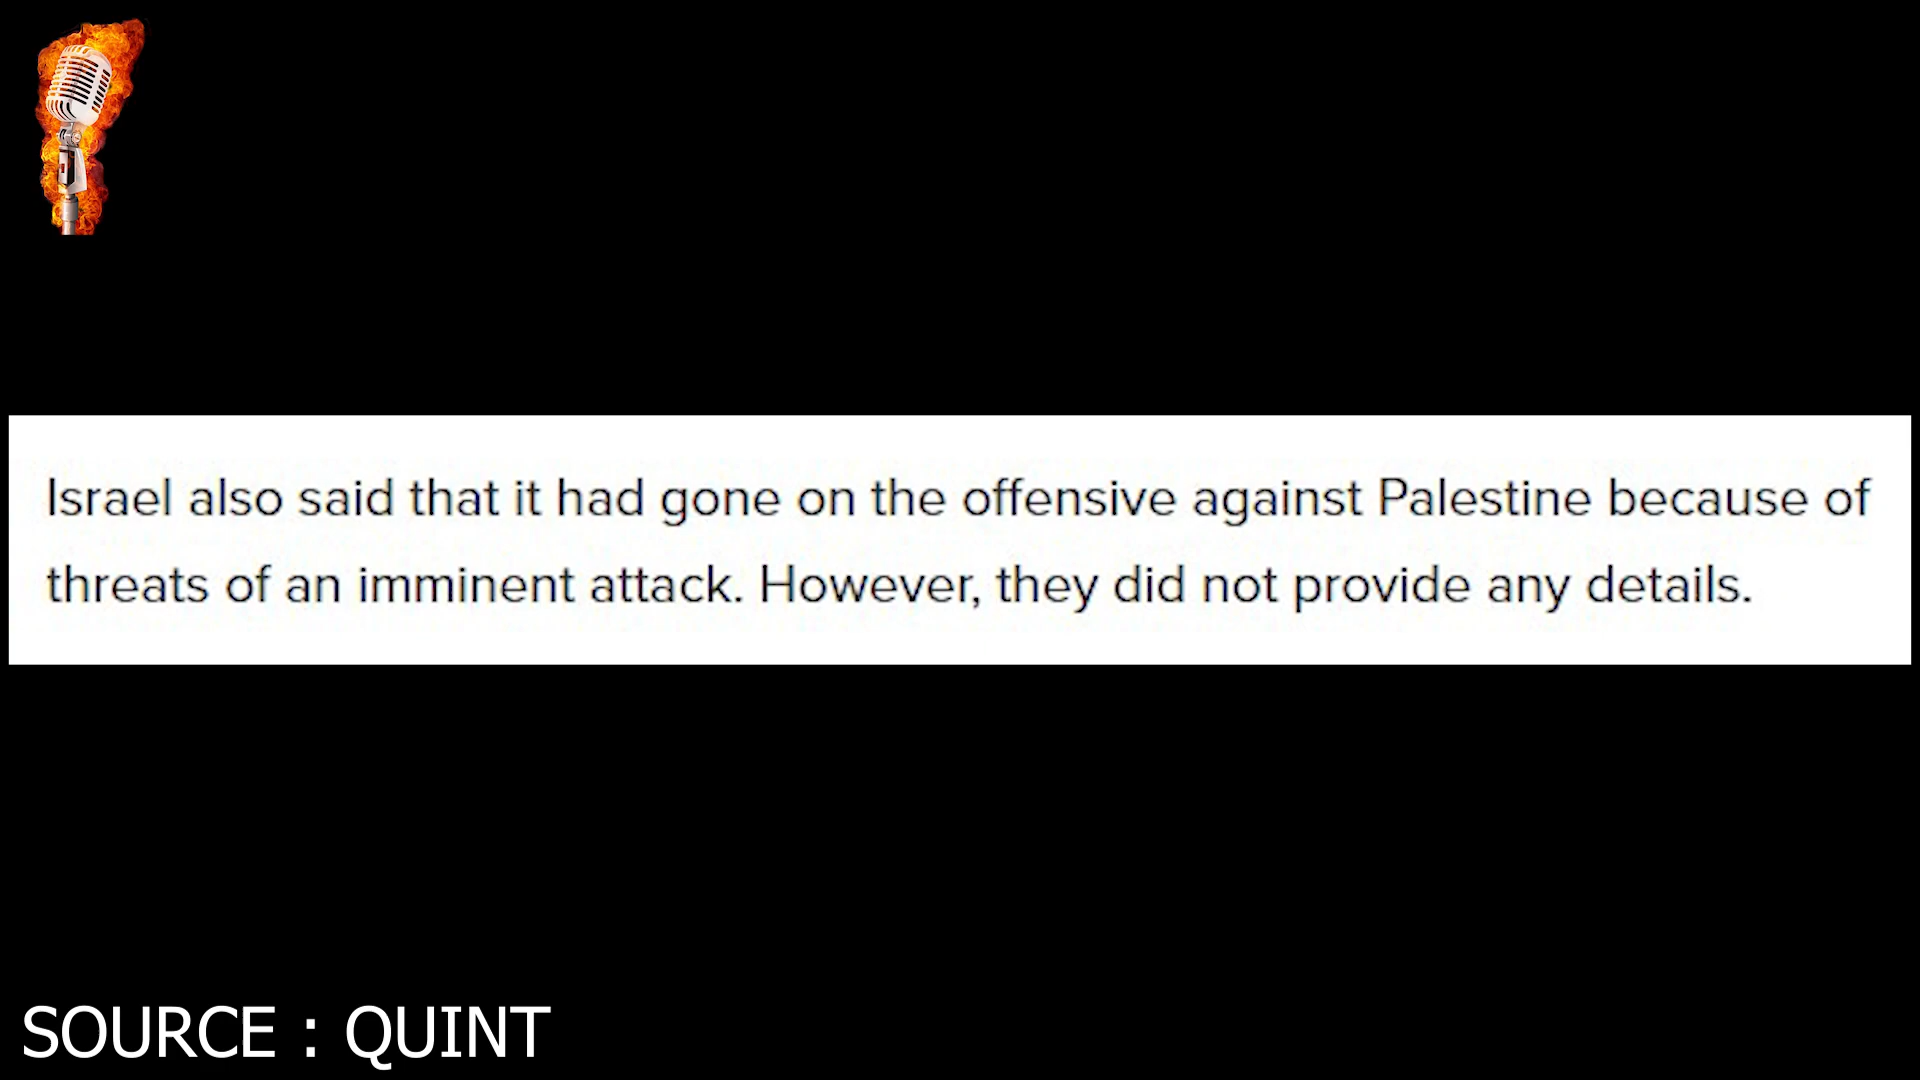 Israel also said that it had gone on the offensive against Palestine because of
threats of an imminent attack. However, they did not provide any details.
SOURCE : QUINT